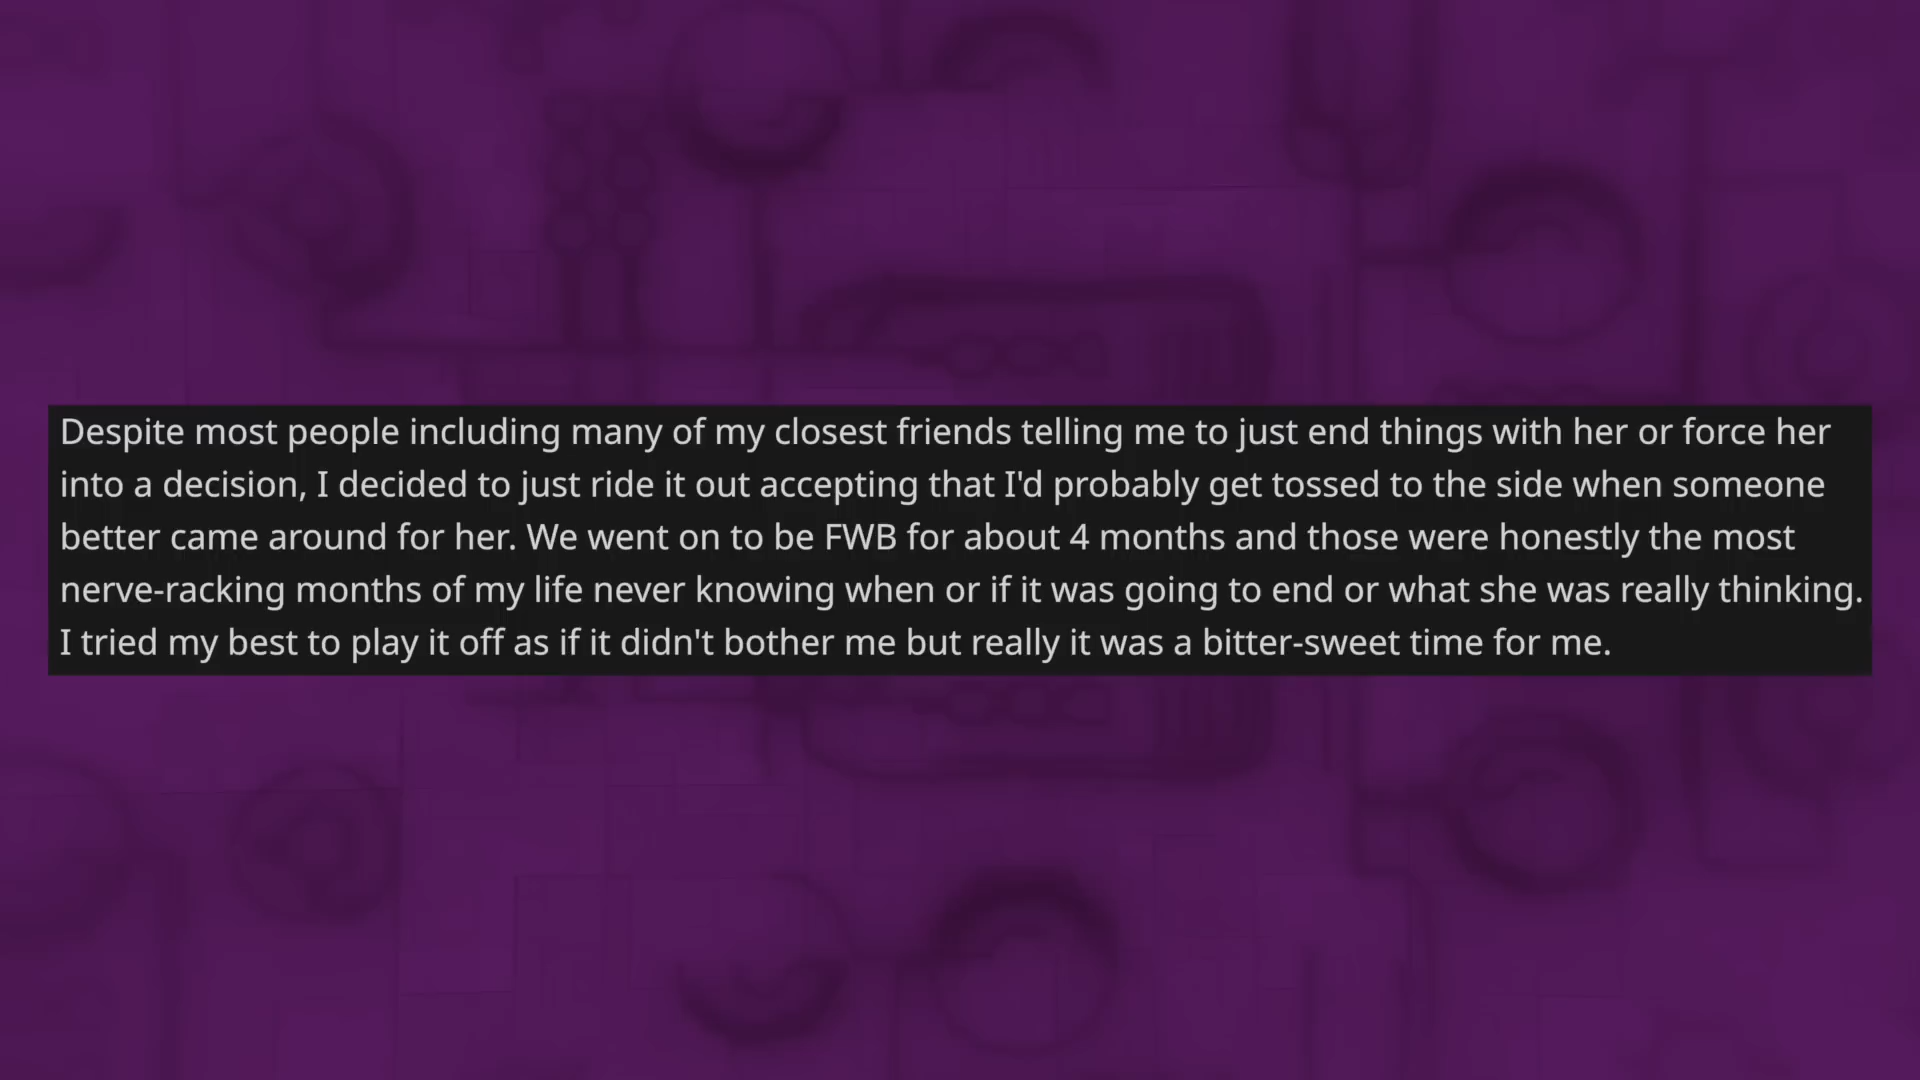 Despite most people including many of my closest friends telling me to just end things with her or force her
into a decision, I decided to just ride it out accepting that I'd probably get tossed to the side when someone
better came around for her. We went on to be FWB for about 4 months and those were honestly the most
nerve-racking months of my life never knowing when or if it was going to end or what she was really thinking.
I tried my best to play it off as if it didn't bother me but really it was a bitter-sweet time for me.